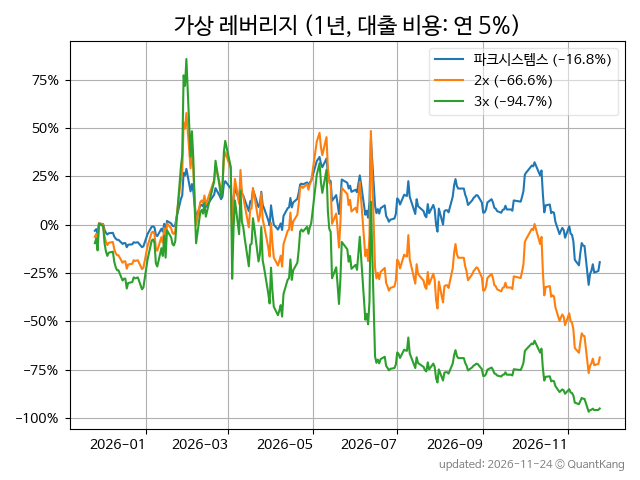 가상 레버리지 (1년, 대출 비용: 연 5%)
파크시스템스 (−16.8%)
2x (−66.6%)
3x (−94.7%)
75%
50%
25%
0%
−25%
−50%
−75%
−100%
2026-01 2026-03 2026-05 2026-07 2026-09 2026-11
updated: 2026-11-24 © QuantKang